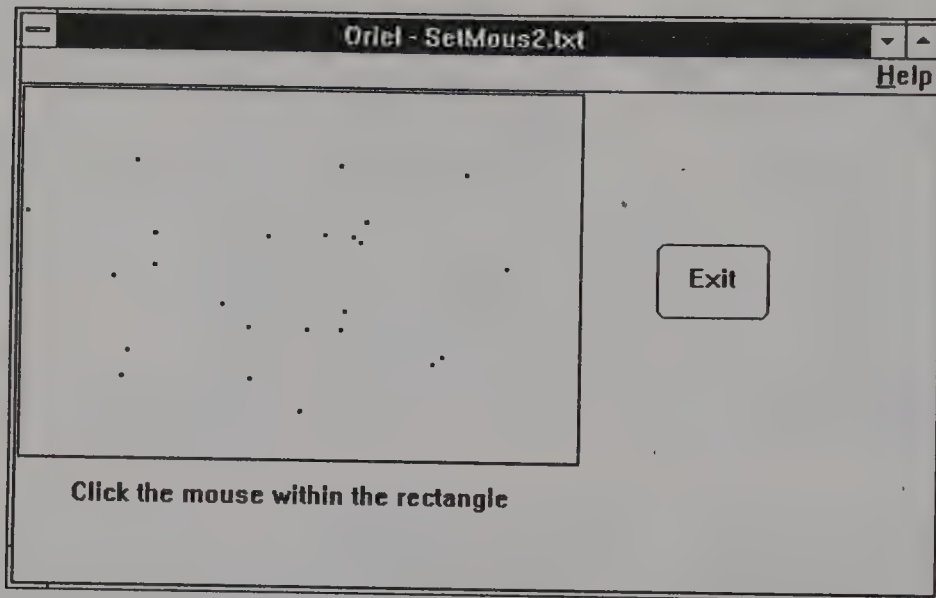 Oriel - SetMous2.txt
Help
Exit
Click the mouse within the rectangle